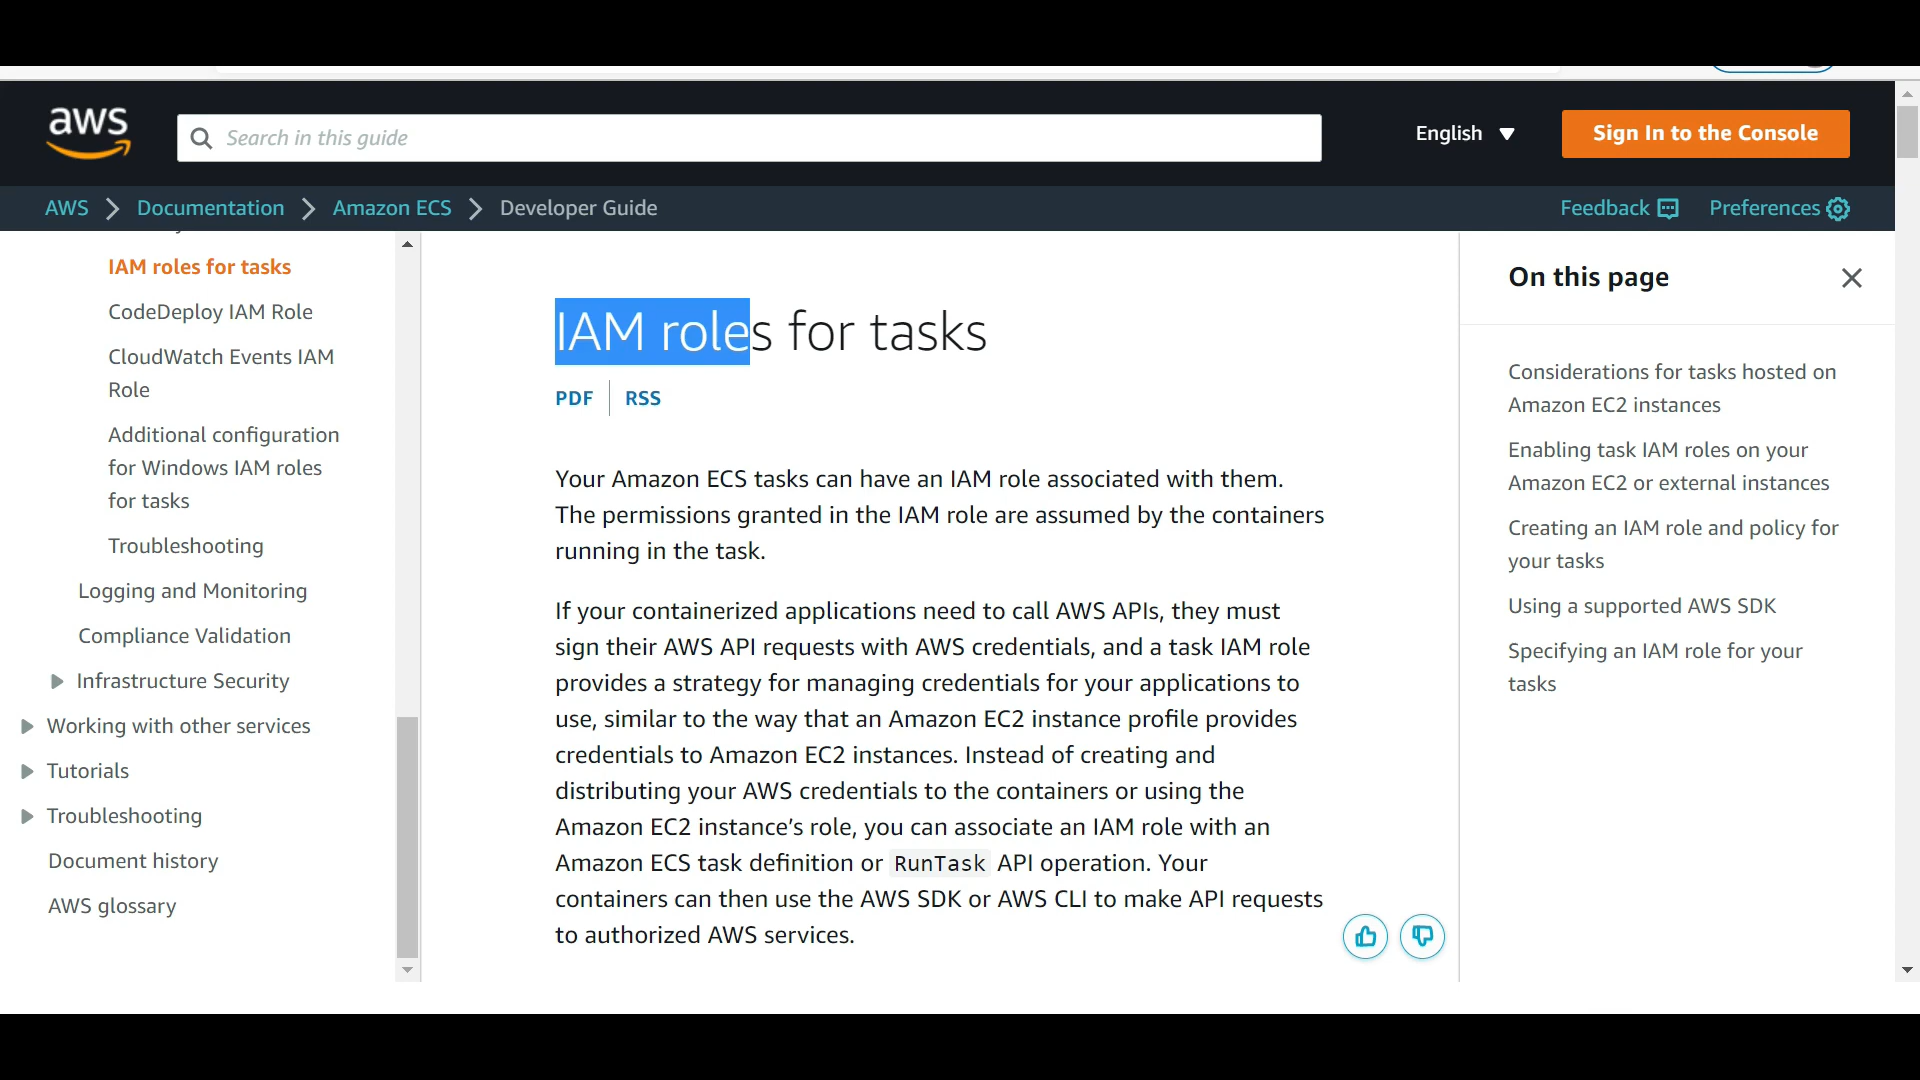 aws
Search in this guide
English
Sign In to the Console
AWS
Documentation
Amazon ECS
Developer Guide
Feedback
Preferences
IAM roles for tasks
CodeDeploy IAM Role
CloudWatch Events IAM
Role
Additional configuration
for Windows IAM roles
for tasks
Troubleshooting
Logging and Monitoring
Compliance Validation
Infrastructure Security
Working with other services
Tutorials
Troubleshooting
Document history
AWS glossary
IAM roles for tasks
PDF
RSS
Your Amazon ECS tasks can have an IAM role associated with them.
The permissions granted in the IAM role are assumed by the containers
running in the task.
If your containerized applications need to call AWS APIs, they must
sign their AWS API requests with AWS credentials, and a task IAM role
provides a strategy for managing credentials for your applications to
use, similar to the way that an Amazon EC2 instance profile provides
credentials to Amazon EC2 instances. Instead of creating and
distributing your AWS credentials to the containers or using the
Amazon EC2 instance’s role, you can associate an IAM role with an
Amazon ECS task definition or RunTask API operation. Your
containers can then use the AWS SDK or AWS CLI to make API requests
to authorized AWS services.
On this page
Considerations for tasks hosted on
Amazon EC2 instances
Enabling task IAM roles on your
Amazon EC2 or external instances
Creating an IAM role and policy for
your tasks
Using a supported AWS SDK
Specifying an IAM role for your
tasks